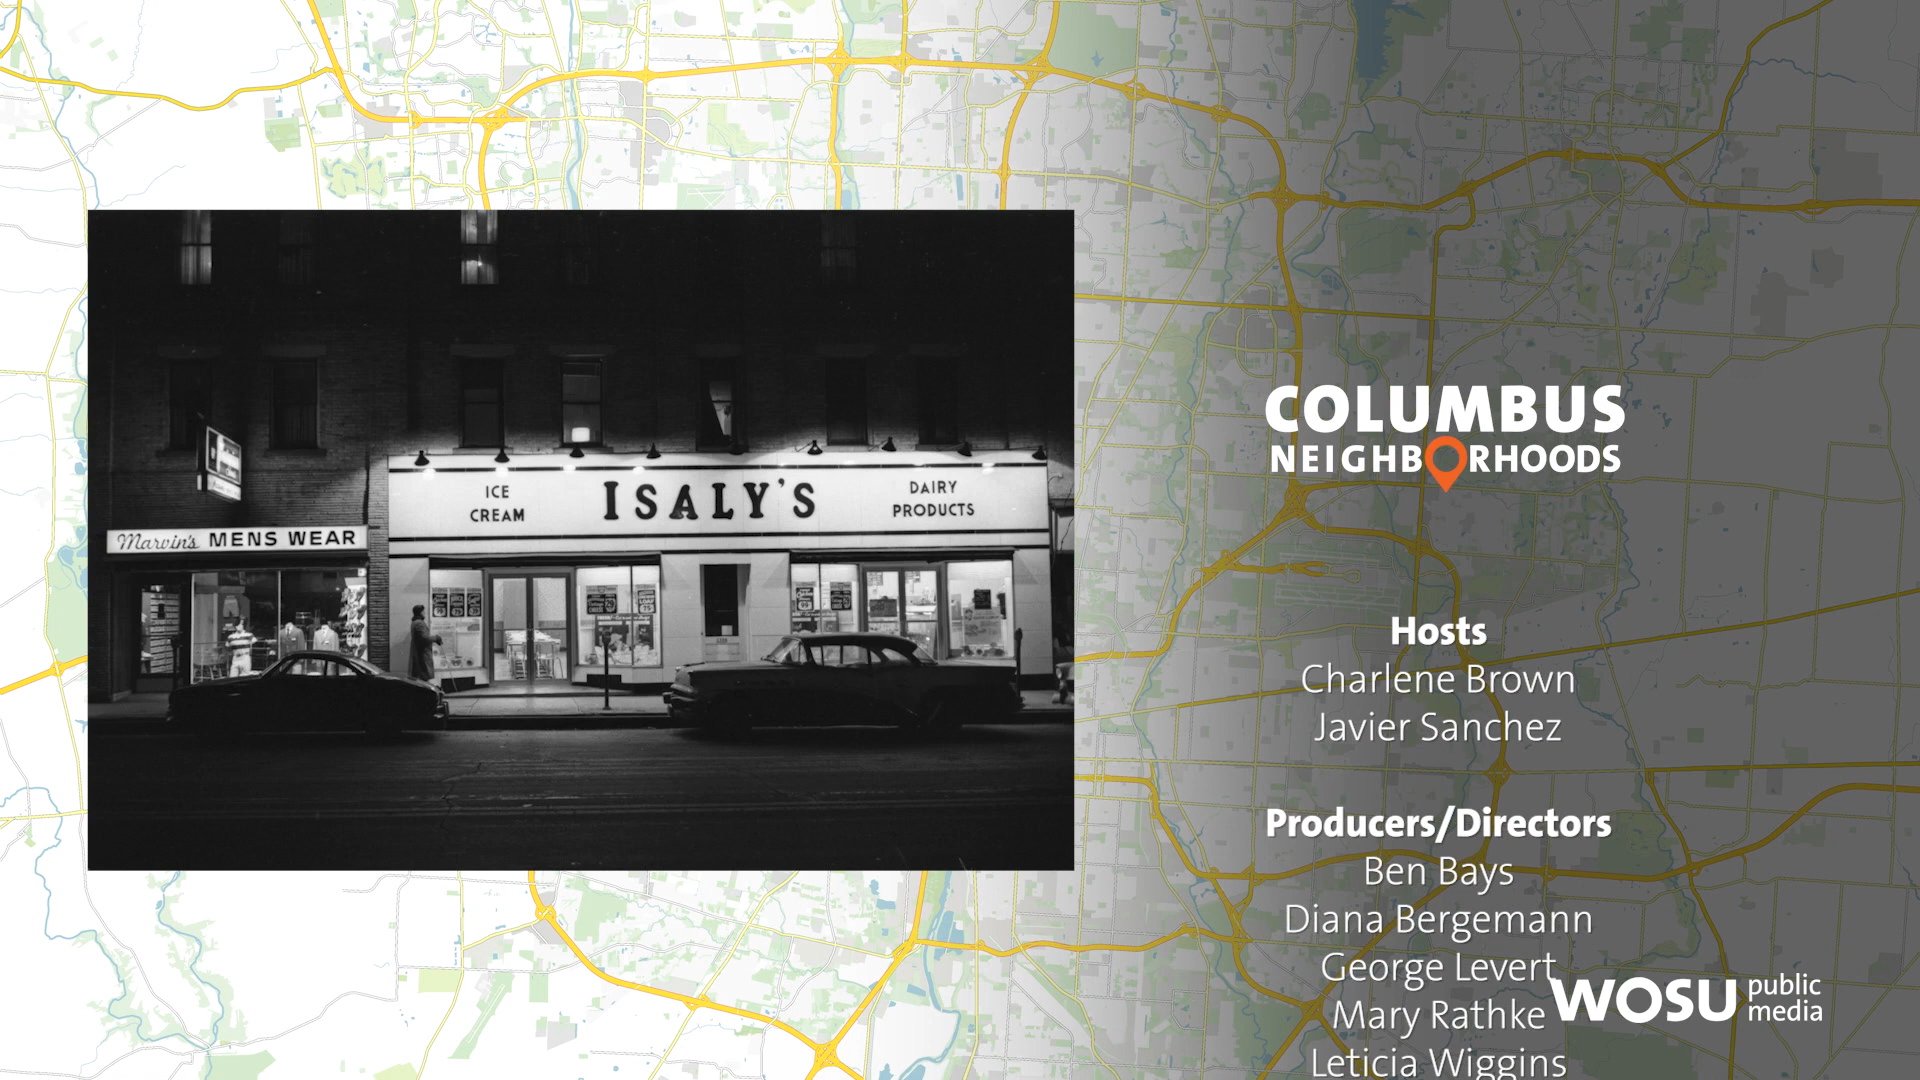 ICE
CREAM
ISALY'S
DAIRY
PRODUCTS
Marvin's MENS WEAR
COLUMBUS
NEIGHBORHOODS
Hosts
Charlene Brown
Javier Sanchez
Producers/Directors
Ben Bays
Diana Bergemann
George Levert
Mary Rathke
Leticia Wiggins
WOSU public
media